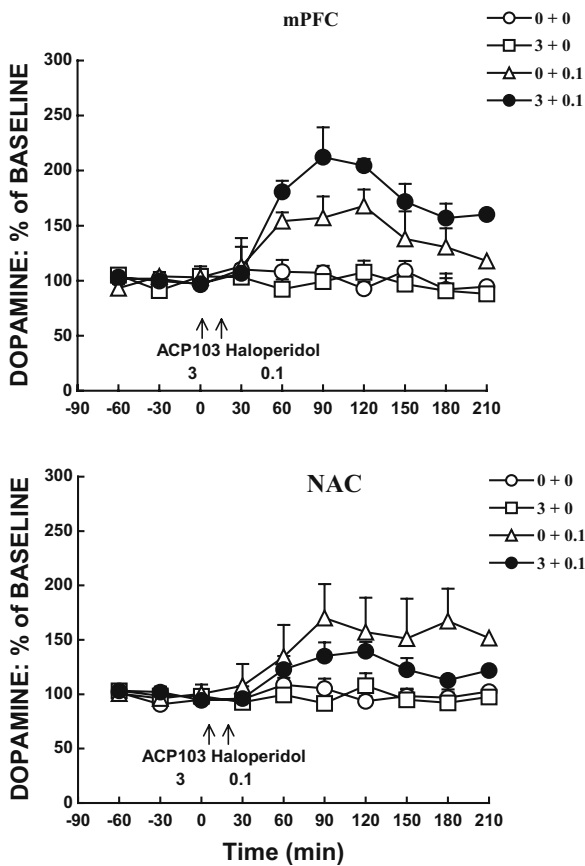 mPFC
0 + 0
3 + 0
0 + 0.1
3 + 0.1
DOPAMINE: % of BASELINE
300
250
200
150
100
50
0
ACP103 Haloperidol
3 0.1
-90 -60 -30 0 30 60 90 120 150 180 210
NAC
0 + 0
3 + 0
0 + 0.1
3 + 0.1
DOPAMINE: % of BASELINE
300
250
200
150
100
50
0
ACP103 Haloperidol
3 0.1
-90 -60 -30 0 30 60 90 120 150 180 210
Time (min)